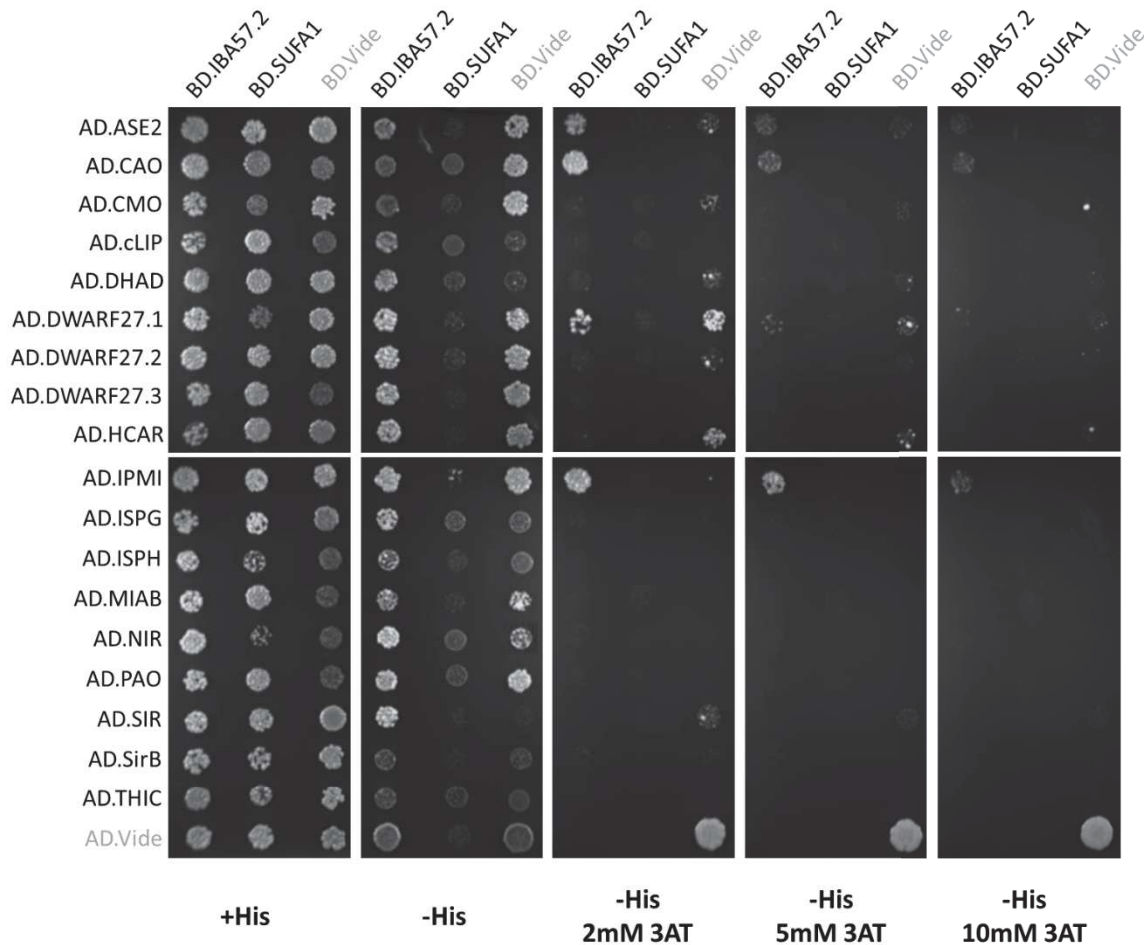 BD.IBA57.2 BD.SUFA1 BD.Vide BD.IBA57.2 BD.SUFA1 BD.Vide BD.IBA57.2 BD.SUFA1 BD.Vide BD.IBA57.2 BD.SUFA1 BD.Vide BD.IBA57.2 BD.SUFA1 BD.Vide
AD.ASE2
AD.CAO
AD.CMO
AD.cLIP
AD.DHAD
AD.DWARF27.1
AD.DWARF27.2
AD.DWARF27.3
AD.HCAR
AD.IPMI
AD.ISPG
AD.ISPH
AD.MIAB
AD.NIR
AD.PAO
AD.SIR
AD.SirB
AD.THIC
AD.Vide
+His -His -His -His -His
2mM 3AT 5mM 3AT 10mM 3AT